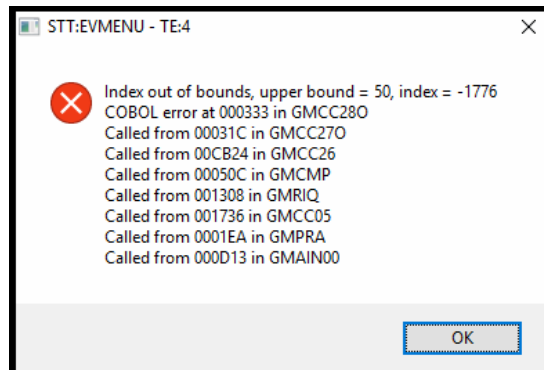 STT:EVMENU - TE:4
Index out of bounds, upper bound = 50, index = -1776
COBOL error at 000333 in GMCC28O
Called from 00031C in GMCC27O
Called from 00CB24 in GMCC26
Called from 00050C in GMCMP
Called from 001308 in GMRIQ
Called from 001736 in GMCC05
Called from 0001EA in GMPRA
Called from 000D13 in GMAIN00
OK